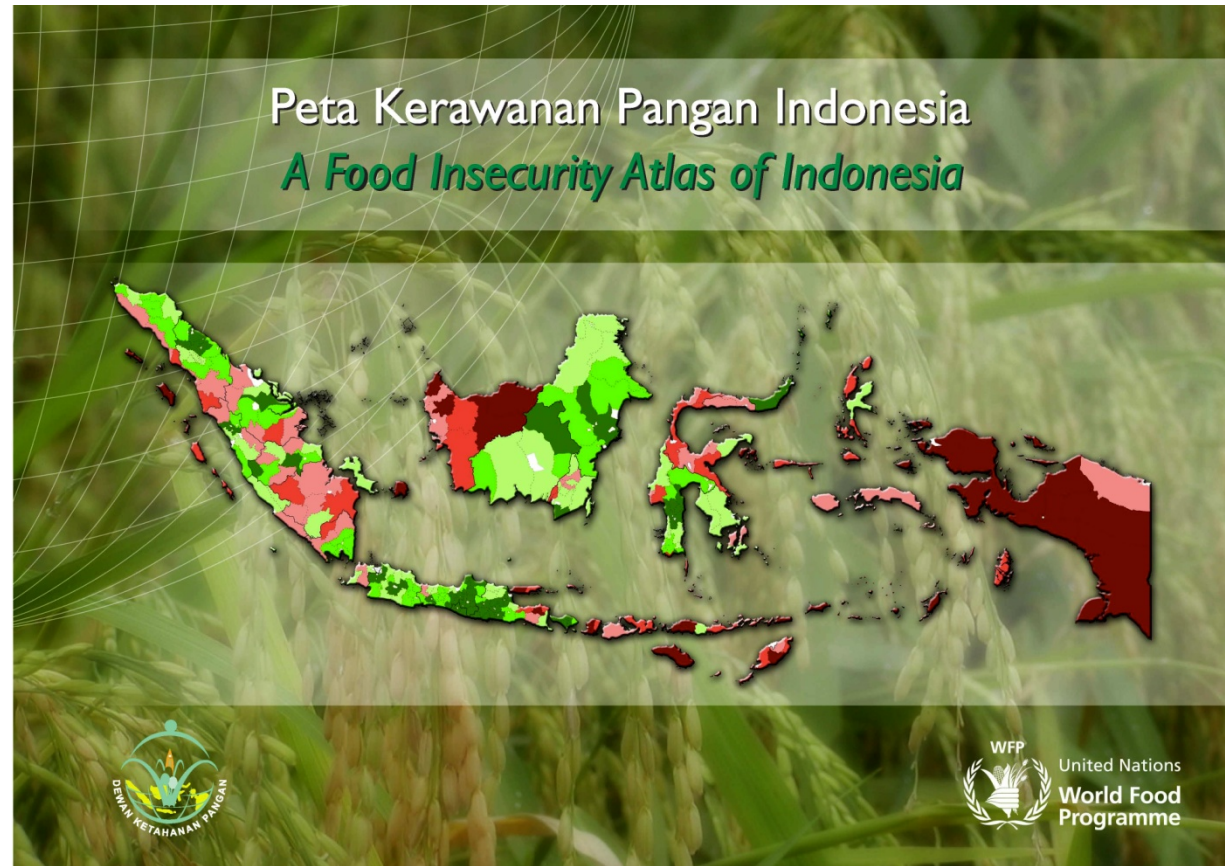 Peta Kerawanan Pangan Indonesia
A Food Insecurity Atlas of Indonesia
DEWAN KETAHANAN PANGAN
WFP
United Nations
World Food
Programme